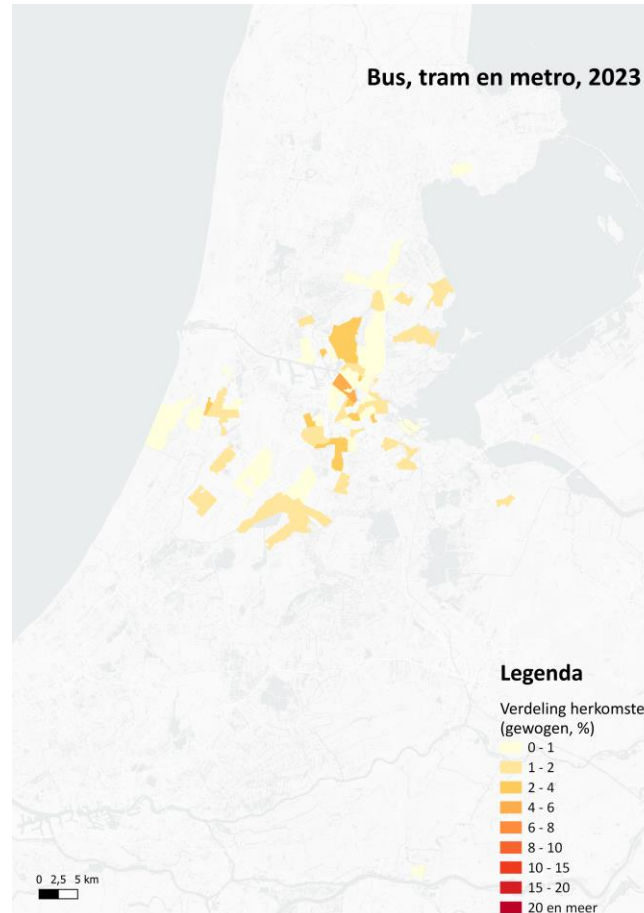 Bus, tram en metro, 2023
Legenda
Verdeling herkomste
(gewogen, %)
0 - 1
1 - 2
2 - 4
4 - 6
6 - 8
8 - 10
10 - 15
15 - 20
20 en meer
0 2,5 5 km